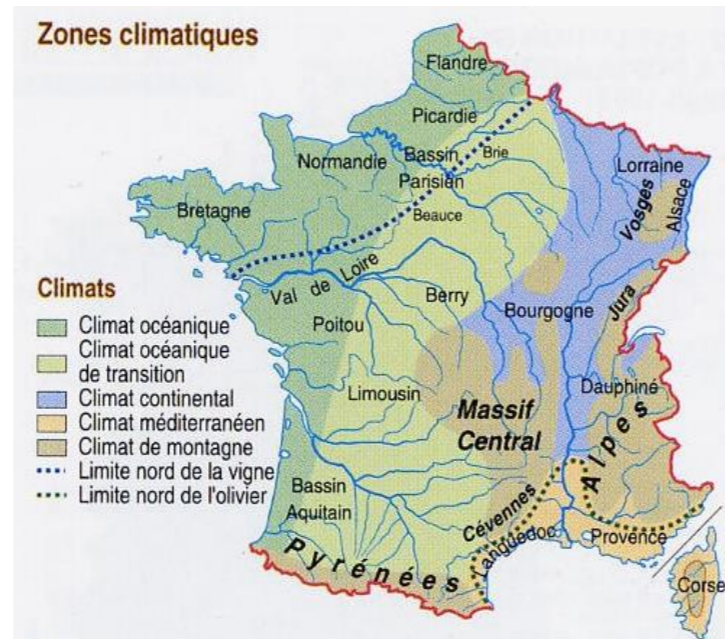 Zones climatiques
Flandre
Picardie
Normandie
Bassin
Parisien
Brie
Lorraine
Vosges
Alsace
Bretagne
Beauce
Val de Loire
Climats
Climat océanique
Climat océanique
de transition
Climat continental
Climat méditerranéen
Climat de montagne
Limite nord de la vigne
Limite nord de l'olivier
Berry
Bourgogne
Jura
Poitou
Limousin
Massif
Central
Dauphiné
Alpes
Bassin
Aquitain
Cévennes
Languedoc
Provence
Pyrénées
Corse